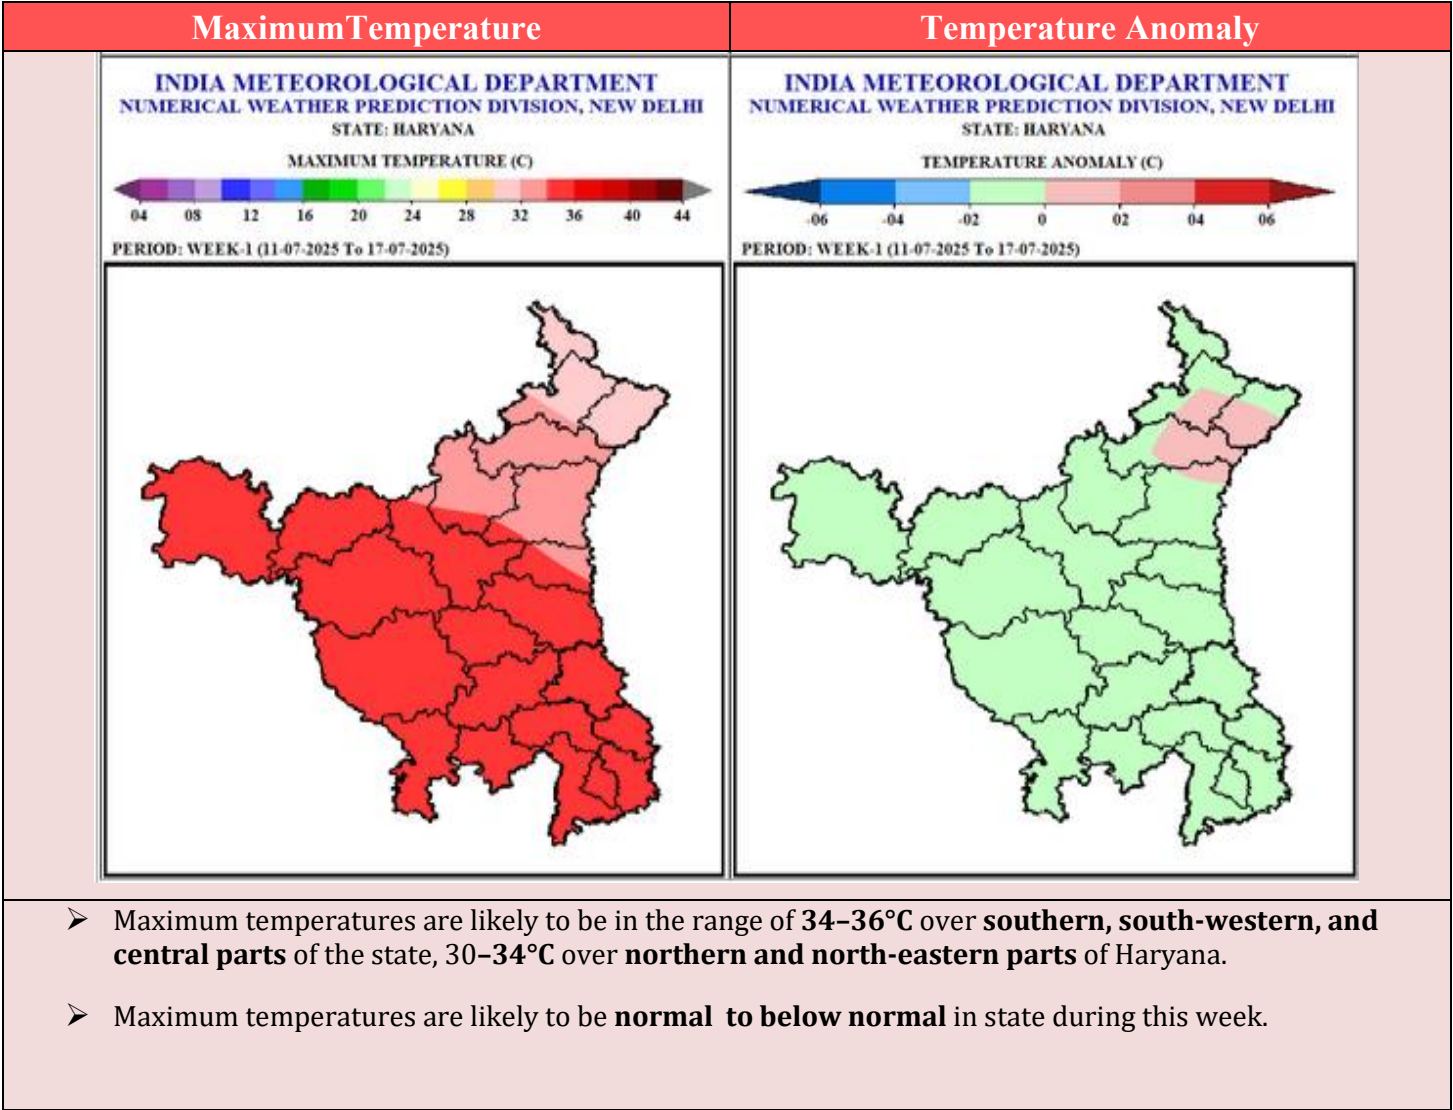 MaximumTemperature
Temperature Anomaly
INDIA METEOROLOGICAL DEPARTMENT
NUMERICAL WEATHER PREDICTION DIVISION, NEW DELHI
STATE: HARYANA
MAXIMUM TEMPERATURE (C)
04 08 12 16 20 24 28 32 36 40 44
PERIOD: WEEK-1 (11-07-2025 To 17-07-2025)
INDIA METEOROLOGICAL DEPARTMENT
NUMERICAL WEATHER PREDICTION DIVISION, NEW DELHI
STATE: HARYANA
TEMPERATURE ANOMALY (C)
-06 -04 -02 0 02 04 06
PERIOD: WEEK-1 (11-07-2025 To 17-07-2025)
➢ Maximum temperatures are likely to be in the range of 34–36°C over southern, south-western, and
central parts of the state, 30–34°C over northern and north-eastern parts of Haryana.
➢ Maximum temperatures are likely to be normal to below normal in state during this week.